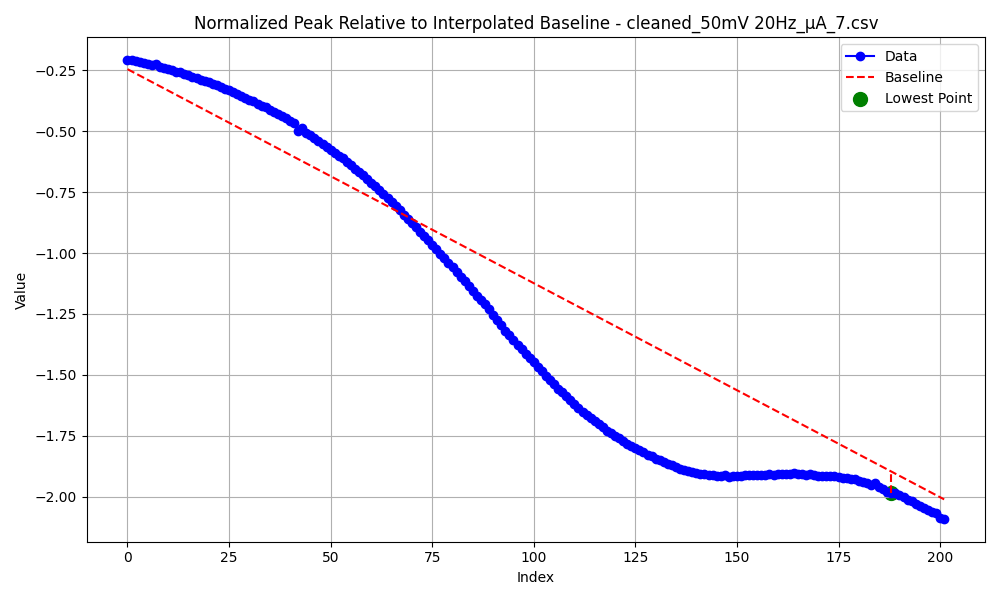 Normalized Peak Relative to Interpolated Baseline - cleaned_50mV 20Hz_μA_7.csv
Data
Baseline
Lowest Point
−0.25
−0.50
−0.75
−1.00
−1.25
−1.50
−1.75
−2.00
Value
0
25
50
75
100
125
150
175
200
Index